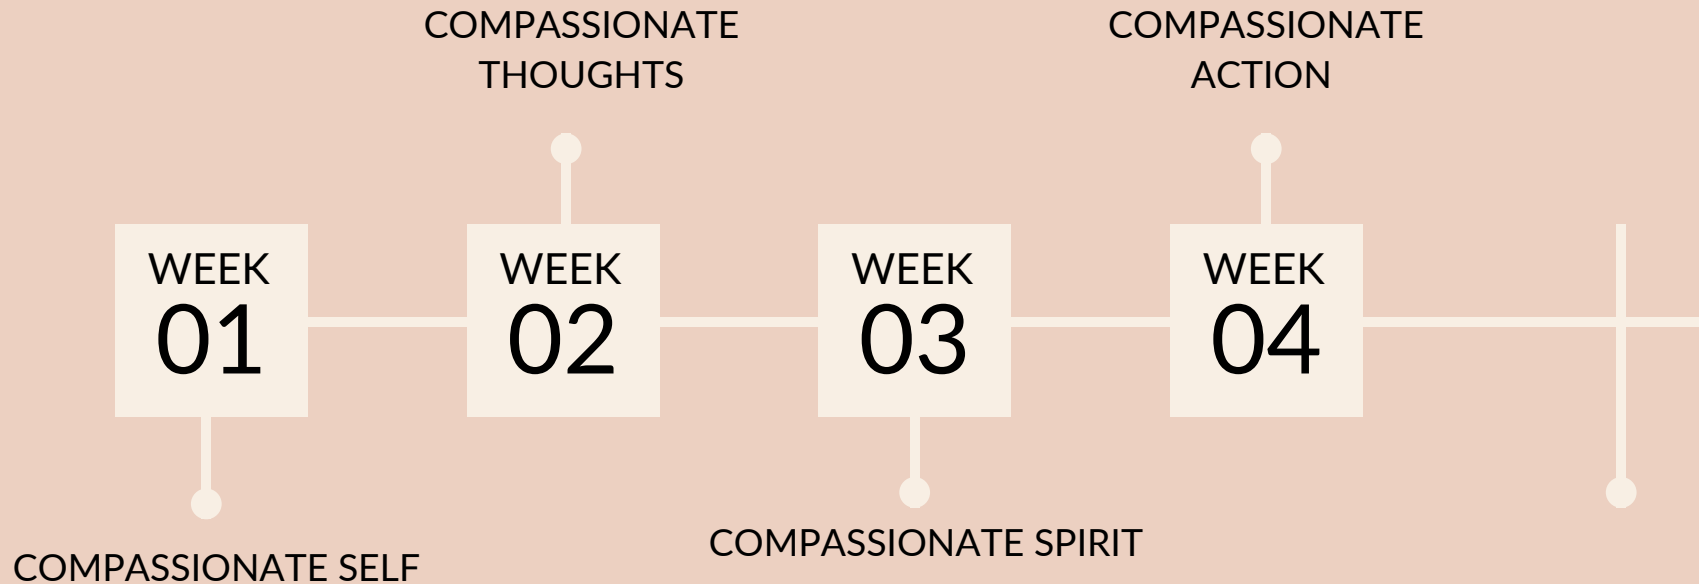 COMPASSIONATE
THOUGHTS
COMPASSIONATE
ACTION
WEEK
01
WEEK
02
WEEK
03
WEEK
04
COMPASSIONATE SELF
COMPASSIONATE SPIRIT